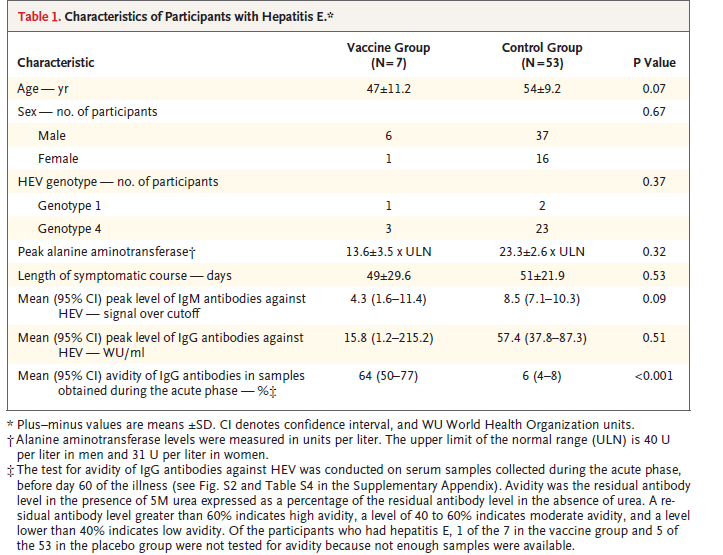 Table 1. Characteristics of Participants with Hepatitis E.*
Characteristic Vaccine Group (N=7) Control Group (N=53) P Value
Age — yr 47±11.2 54±9.2 0.07
Sex — no. of participants 0.67
Male 6 37
Female 1 16
HEV genotype — no. of participants 0.37
Genotype 1 1 2
Genotype 4 3 23
Peak alanine aminotransferase† 13.6±3.5 x ULN 23.3±2.6 x ULN 0.32
Length of symptomatic course — days 49±29.6 51±21.9 0.53
Mean (95% CI) peak level of IgM antibodies against 4.3 (1.6–11.4) 8.5 (7.1–10.3) 0.09
HEV — signal over cutoff
Mean (95% CI) peak level of IgG antibodies against 15.8 (1.2–215.2) 57.4 (37.8–87.3) 0.51
HEV — WU/ml
Mean (95% CI) avidity of IgG antibodies in samples 64 (50–77) 6 (4–8) <0.001
obtained during the acute phase — %‡
* Plus–minus values are means ±SD. CI denotes confidence interval, and WU World Health Organization units.
† Alanine aminotransferase levels were measured in units per liter. The upper limit of the normal range (ULN) is 40 U
per liter in men and 31 U per liter in women.
‡ The test for avidity of IgG antibodies against HEV was conducted on serum samples collected during the acute phase,
before day 60 of the illness (see Fig. S2 and Table S4 in the Supplementary Appendix). Avidity was the residual antibody
level in the presence of 5M urea expressed as a percentage of the residual antibody level in the absence of urea. A re-
sidual antibody level greater than 60% indicates high avidity, a level of 40 to 60% indicates moderate avidity, and a level
lower than 40% indicates low avidity. Of the participants who had hepatitis E, 1 of the 7 in the vaccine group and 5 of
the 53 in the placebo group were not tested for avidity because not enough samples were available.